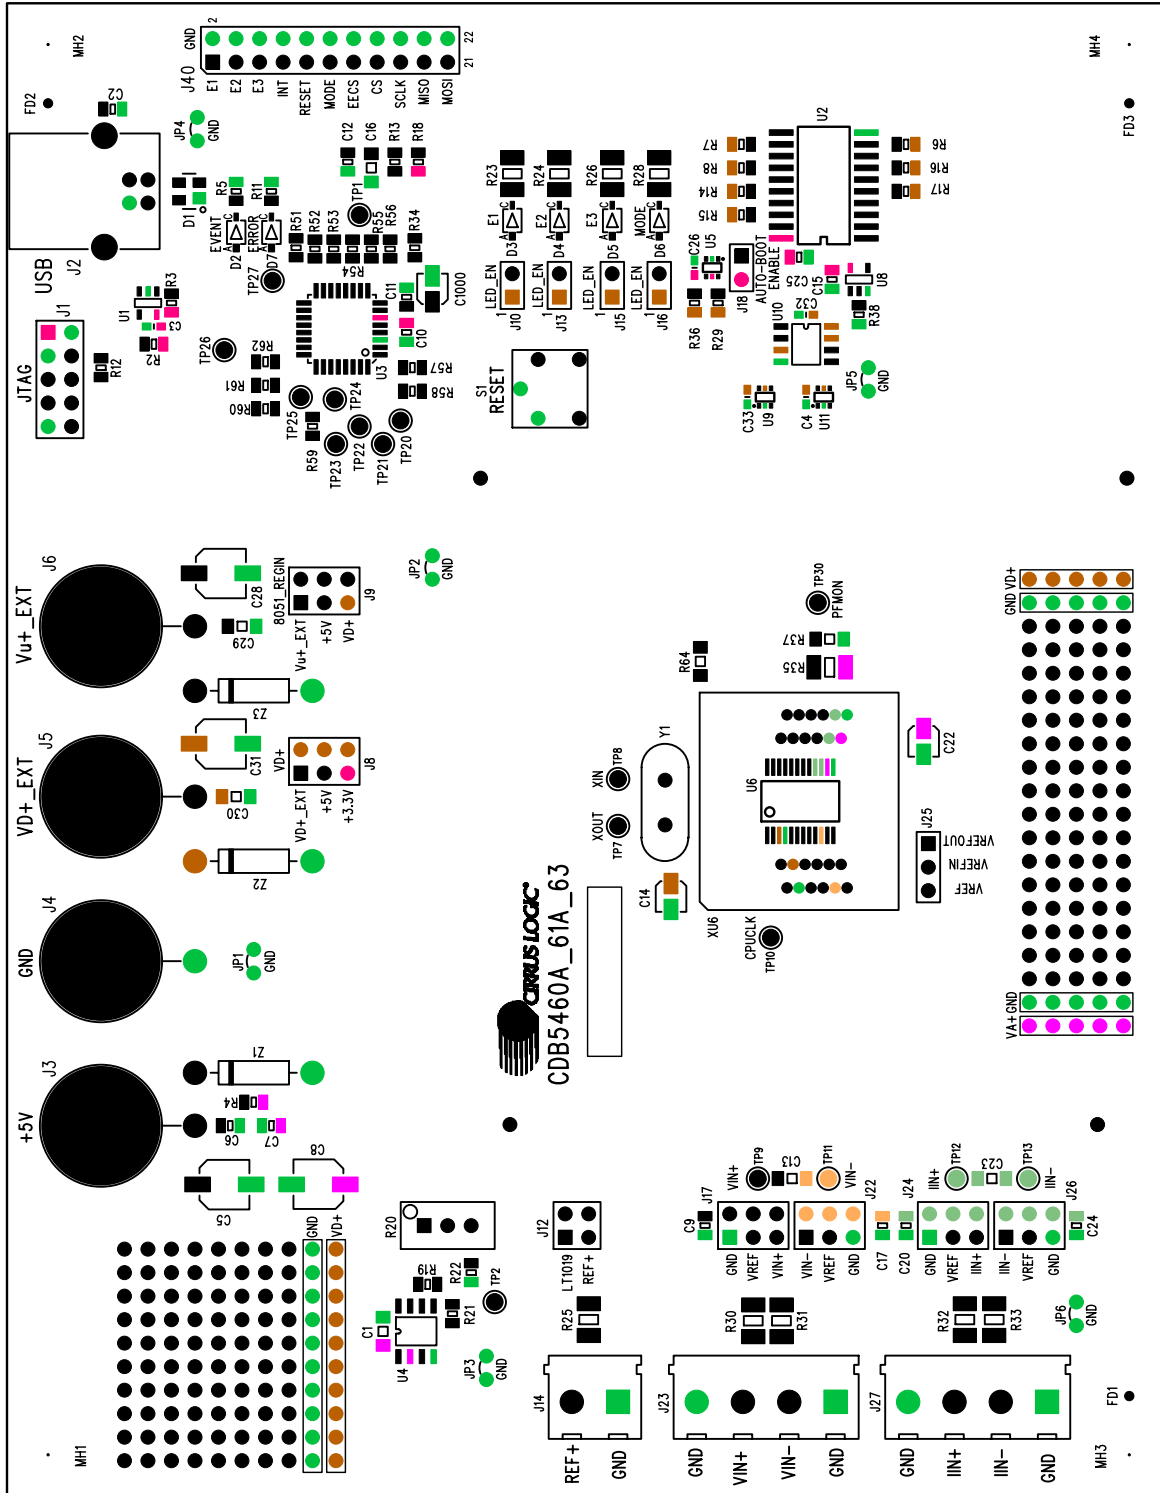 MH2
J40
GND
2
22
21
E1
E2
E3
INT
RESET
MODE
EECS
CS
SCLK
MISO
MOSI
MH4
FD2
C2
JP4
GND
FD3
USB
J2
D1
R5
R11
EVENT
ERROR
A
C
D2
A
C
D7
C12
C16
R13
R18
TP1
R51
R52
R53
R54
R55
R56
R34
TP27
C11
C10
C1000
U3
R23
R24
R26
R28
E1
E2
E3
MODE
A
C
A
C
A
C
A
C
D3
D4
D5
D6
LED_EN
LED_EN
LED_EN
LED_EN
1
1
1
1
J10
J13
J15
J16
U2
R7
R8
R14
R15
R6
R16
R17
C26
U5
J18
AUTO-BOOT
ENABLE
C25
C15
U8
R38
R36
R29
U10
C32
JP5
GND
C33
U9
C4
U11
JTAG
J1
U1
R3
C3
R2
R12
TP26
R62
R61
R60
TP25
TP24
R59
TP23
TP22
TP21
TP20
R57
R58
S1
RESET
Vu+_EXT
J6
C28
C29
Z3
8051_REGIN
J9
Vu+_EXT
+5V
VD+
JP2
GND
VD+_EXT
J5
C31
C30
Z2
VD+
J8
VD+_EXT
+5V
+3.3V
GND
J4
JP1
GND
+5V
J3
Z1
R4
C6
C7
C5
C8
CIRRUS LOGIC®
CDB5460A_61A_63
TP30
PFMON
R37
R35
R64
Y1
XIN
TP8
XOUT
TP7
C14
U6
XU6
C22
J25
VREFOUT
VREFIN
VREF
CPUCLK
TP10
GND
VD+
VA+
GND
GND
VD+
MH1
R20
R19
R22
R21
TP2
C1
U4
JP3
GND
J12
LT1019
REF+
R25
J14
REF+
GND
J17
VIN+
TP9
C13
TP11
VIN-
J22
C9
GND
VREF
VIN+
VIN-
VREF
GND
C17
C20
J24
IIN+
TP12
C23
TP13
IIN-
J26
C24
GND
VREF
IIN+
IIN-
VREF
GND
R30
R31
R32
R33
JP6
GND
J23
GND
VIN+
VIN-
GND
J27
GND
IIN+
IIN-
GND
FD1
MH3